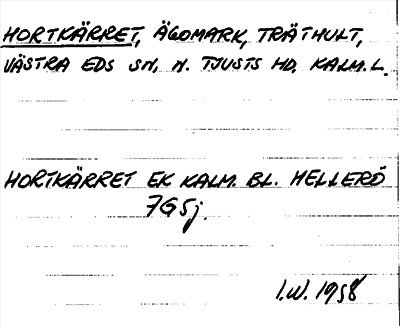 HORTKÄRRET, ÄGOMARK, TRÄTHULT,
VÄSTRA EDS SN, N. TJUSTS HD, KALM. L.
HORTKÄRRET EK KALM. BL. HELLERÖ
7G5j.
I.W. 1958